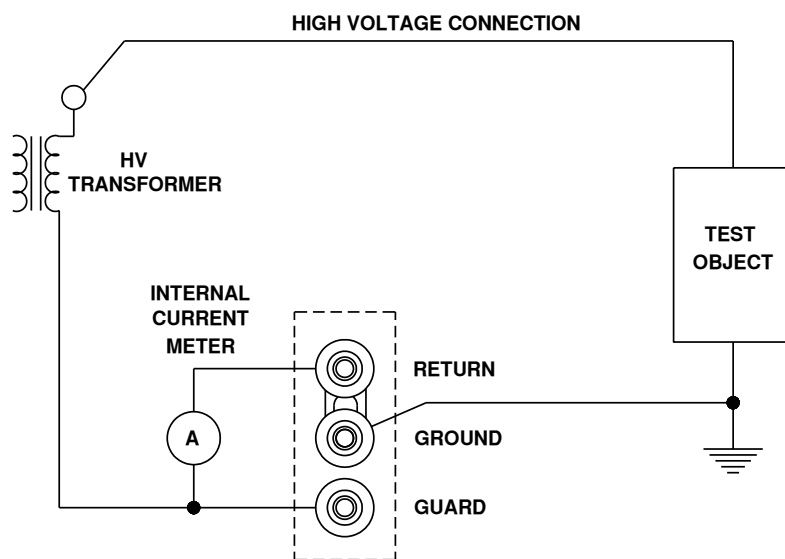 HIGH VOLTAGE CONNECTION
HV
TRANSFORMER
TEST
OBJECT
INTERNAL
CURRENT
METER
RETURN
A
GROUND
GUARD